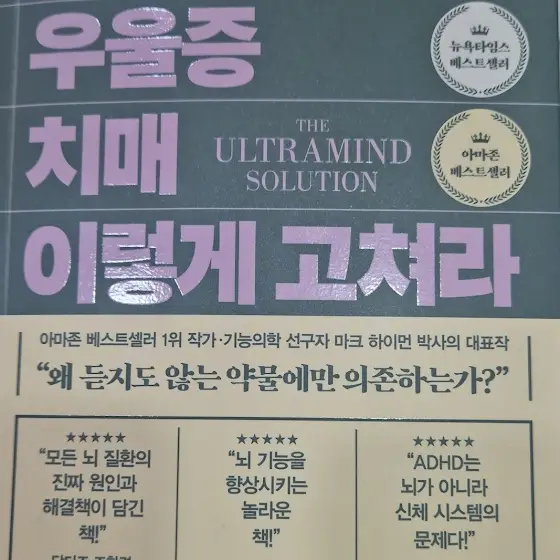 우울증
뉴욕타임스
베스트셀러
치매
THE
ULTRAMIND
SOLUTION
아마존
베스트셀러
이렇게 고쳐라
아마존 베스트셀러 1위 작가·기능의학 선구자 마크 하이먼 박사의 대표작
“왜 듣지도 않는 약물에만 의존하는가?”
★★★★★
“모든 뇌 질환의
진짜 원인과
해결책이 담긴
책!”
★★★★★
“뇌 기능을
향상시키는
놀라운
책!”
★★★★★
“ADHD는
뇌가 아니라
신체 시스템의
문제다!”